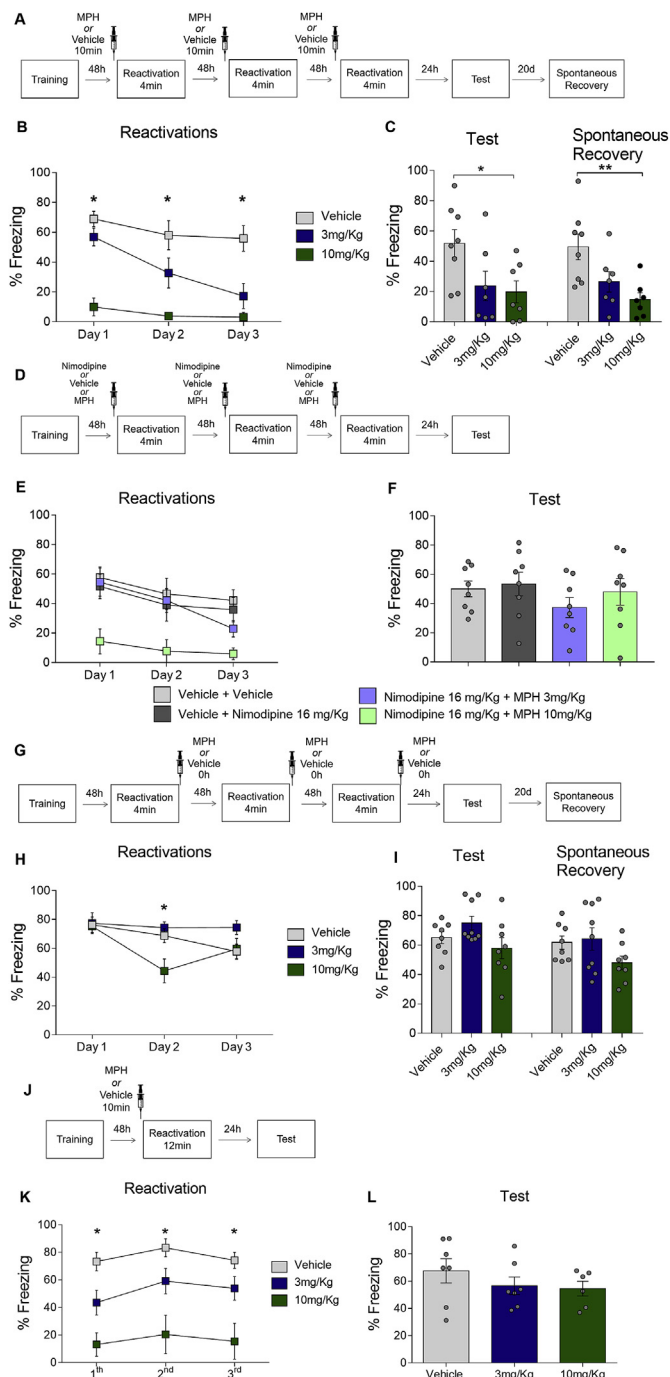 A
MPH
or
Vehicle
10min
MPH
or
Vehicle
10min
MPH
or
Vehicle
10min
Training
48h
Reactivation
4min
48h
Reactivation
4min
48h
Reactivation
4min
24h
Test
20d
Spontaneous
Recovery
B
Reactivations
% Freezing
100
80
60
40
20
0
*
*
*
Day 1
Day 2
Day 3
Vehicle
3mg/Kg
10mg/Kg
C
Test
Spontaneous
Recovery
% Freezing
100
80
60
40
20
0
*
**
Vehicle
3mg/Kg
10mg/Kg
Vehicle
3mg/Kg
10mg/Kg
D
Nimodipine
or
Vehicle
or
MPH
Nimodipine
or
Vehicle
or
MPH
Nimodipine
or
Vehicle
or
MPH
Training
48h
Reactivation
4min
48h
Reactivation
4min
48h
Reactivation
4min
24h
Test
E
Reactivations
% Freezing
100
80
60
40
20
0
Day 1
Day 2
Day 3
F
Test
% Freezing
100
80
60
40
20
0
Vehicle + Vehicle
Vehicle + Nimodipine 16 mg/Kg
Nimodipine 16 mg/Kg + MPH 3mg/Kg
Nimodipine 16 mg/Kg + MPH 10mg/Kg
G
MPH
or
Vehicle
0h
MPH
or
Vehicle
0h
MPH
or
Vehicle
0h
Training
48h
Reactivation
4min
48h
Reactivation
4min
48h
Reactivation
4min
24h
Test
20d
Spontaneous
Recovery
H
Reactivations
% Freezing
100
80
60
40
20
0
*
Day 1
Day 2
Day 3
Vehicle
3mg/Kg
10mg/Kg
I
Test
Spontaneous
Recovery
% Freezing
100
80
60
40
20
0
Vehicle
3mg/Kg
10mg/Kg
Vehicle
3mg/Kg
10mg/Kg
J
MPH
or
Vehicle
10min
Training
48h
Reactivation
12min
24h
Test
K
Reactivation
% Freezing
100
80
60
40
20
0
*
*
*
1th
2nd
3rd
Vehicle
3mg/Kg
10mg/Kg
L
Test
% Freezing
100
80
60
40
20
0
Vehicle
3mg/Kg
10mg/Kg